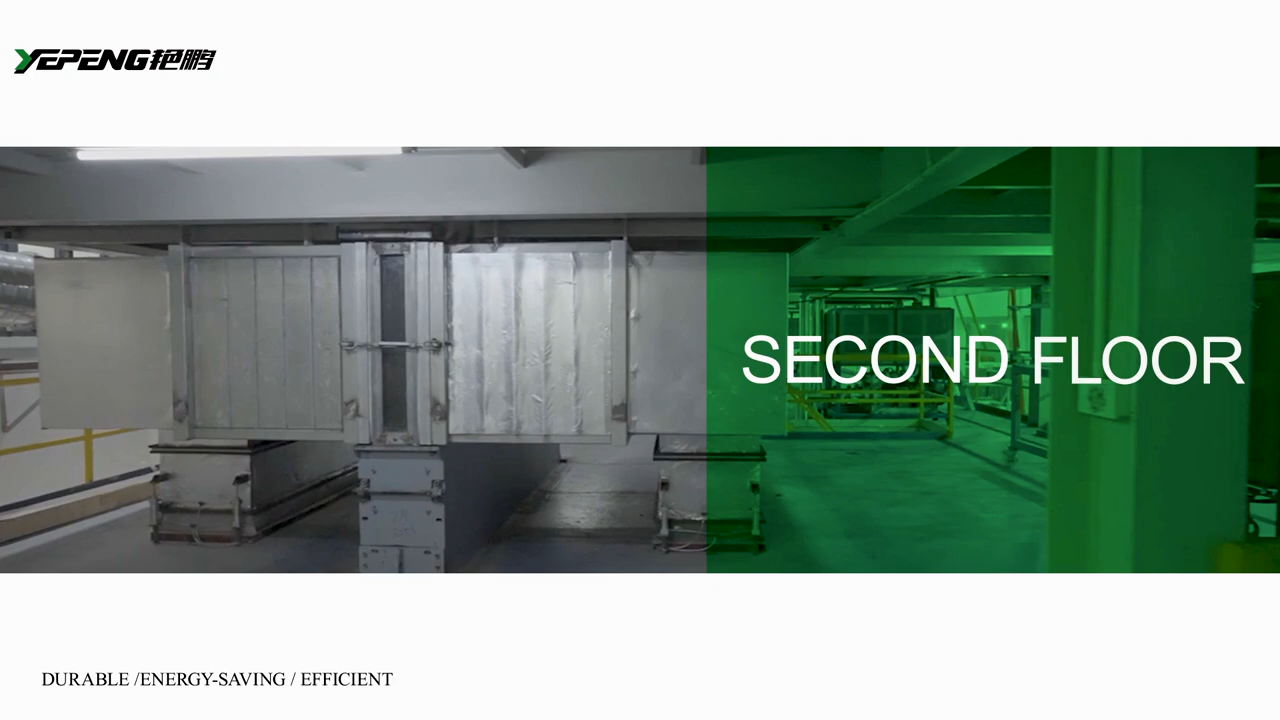 YEPENG艳鹏
SECOND FLOOR
DURABLE /ENERGY-SAVING / EFFICIENT